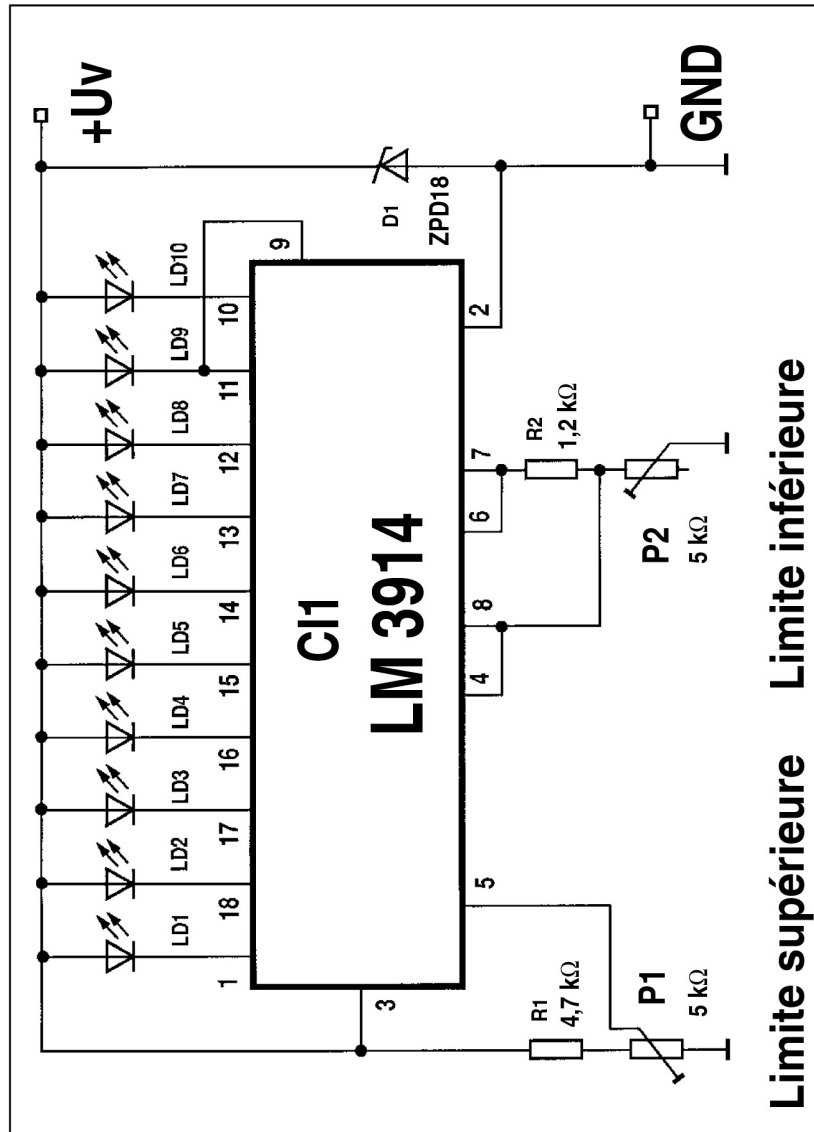 +Uv
GND
LD1
LD2
LD3
LD4
LD5
LD6
LD7
LD8
LD9
LD10
1
18
17
16
15
14
13
12
11
10
9
3
CI1
LM 3914
5
4
8
6
7
2
D1
ZPD18
R1
4,7 kΩ
P1
5 kΩ
R2
1,2 kΩ
P2
5 kΩ
Limite supérieure
Limite inférieure